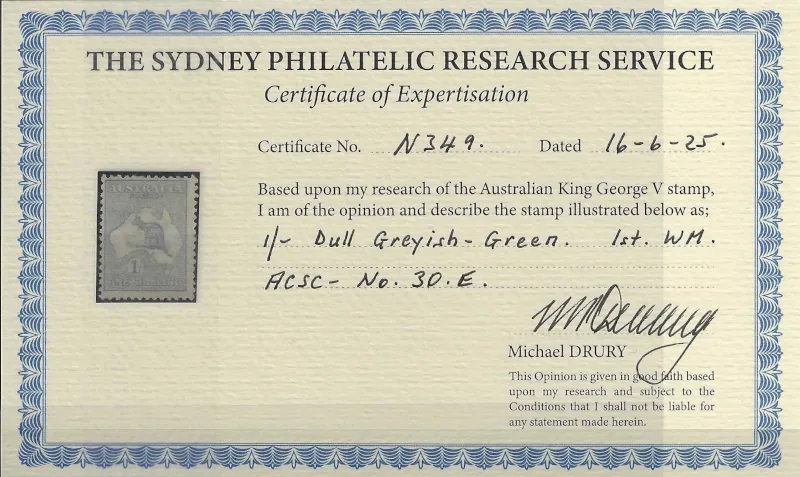 THE SYDNEY PHILATELIC RESEARCH SERVICE
Certificate of Expertisation
Certificate No. N349. Dated 16-6-25.
Based upon my research of the Australian King George V stamp,
I am of the opinion and describe the stamp illustrated below as;
1/- Dull Greyish-Green. 1st. WM.
ACSC- No. 30.E.
AUSTRALIA
1/-
Michael DRURY
This Opinion is given in good faith based
upon my research and subject to the
Conditions that I shall not be liable for
any statement made herein.